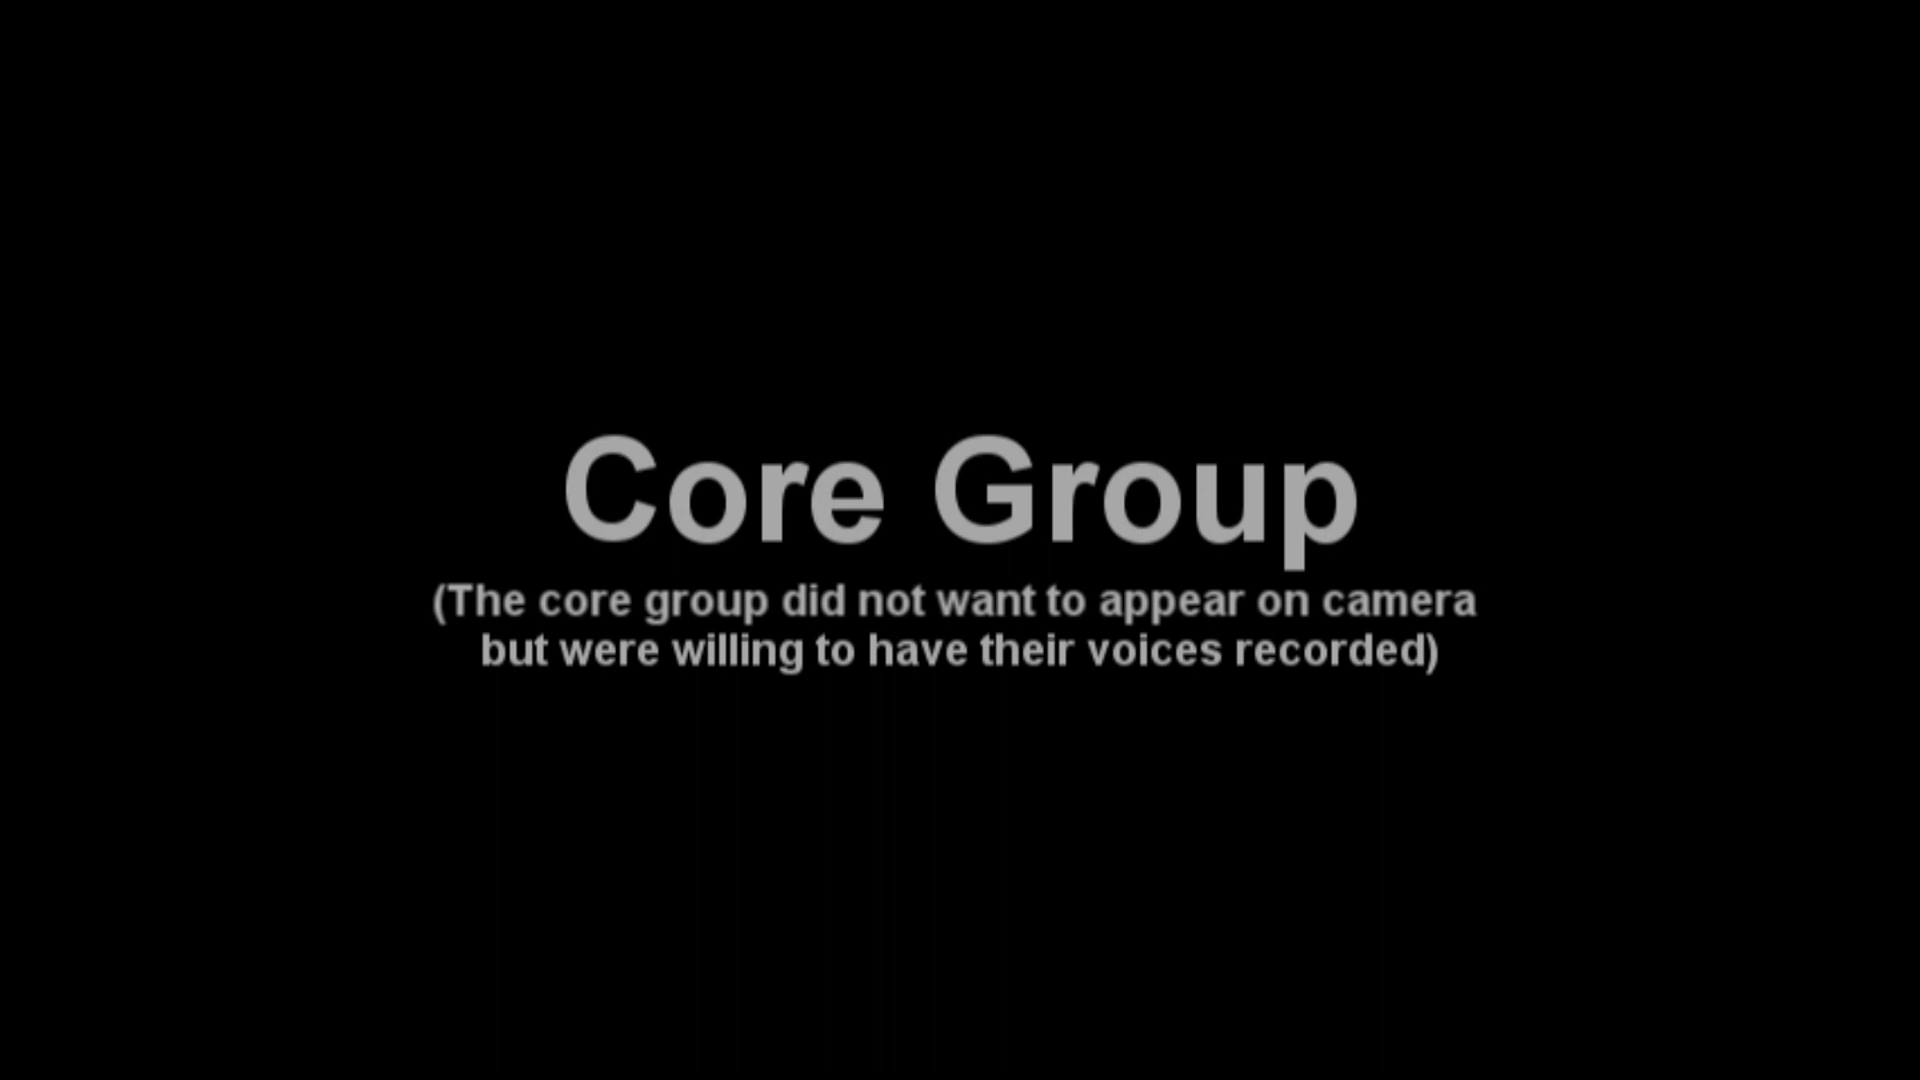 Core Group
(The core group did not want to appear on camera
but were willing to have their voices recorded)